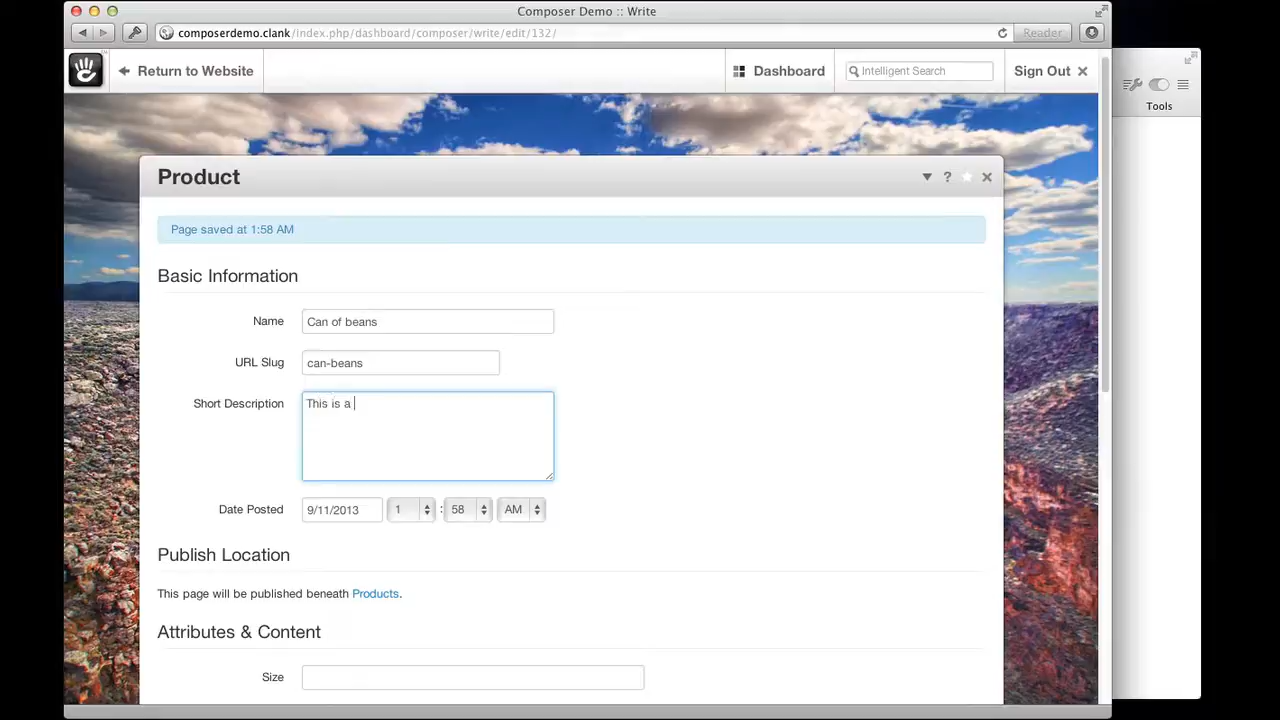 Composer Demo :: Write
composerdemo.clank/index.php/dashboard/composer/write/edit/132/
Reader
Return to Website
Dashboard
Intelligent Search
Sign Out
Tools
Product
?
Page saved at 1:58 AM
Basic Information
Name Can of beans
URL Slug can-beans
Short Description This is a
Date Posted 9/11/2013 1 : 58 AM
Publish Location
This page will be published beneath Products.
Attributes & Content
Size